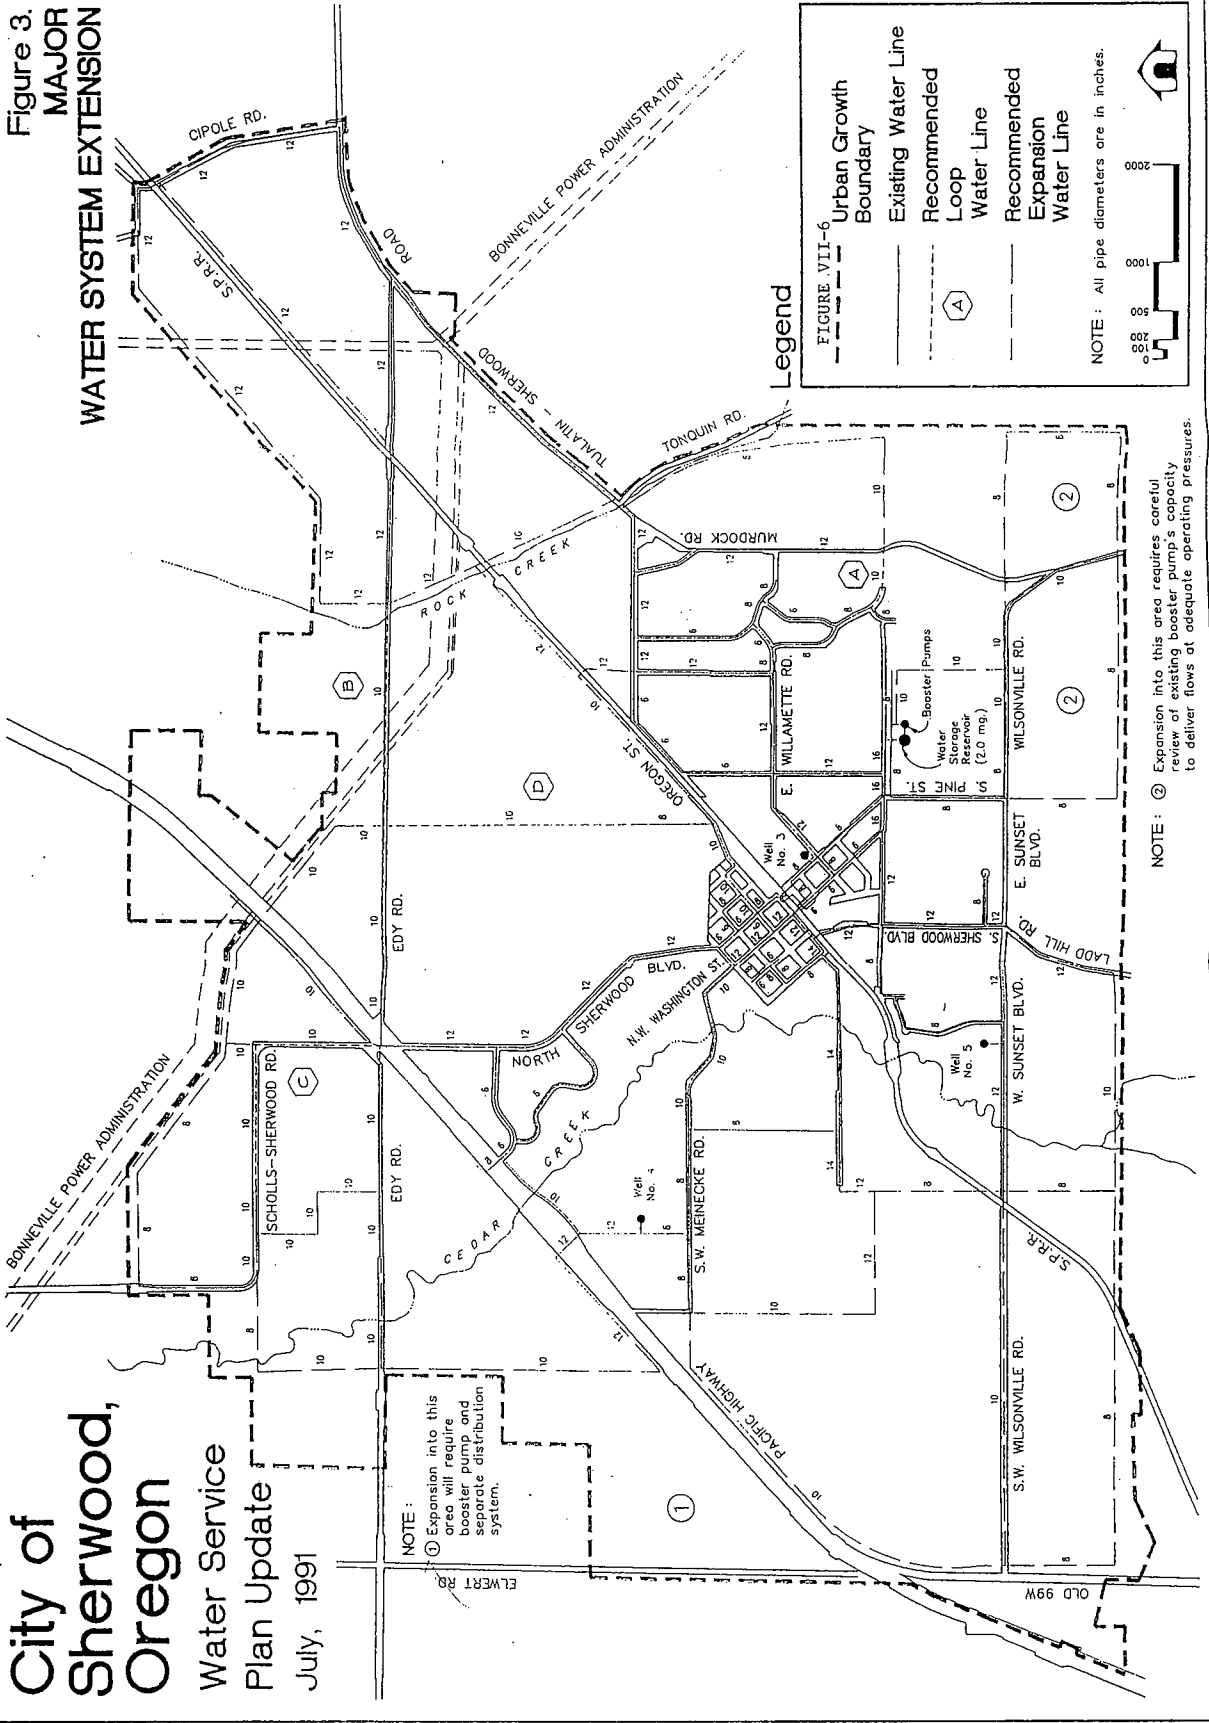 City of
Sherwood,
Oregon
Water Service
Plan Update
July, 1991
Figure 3.
MAJOR
WATER SYSTEM EXTENSION
Legend
FIGURE VII-6
Urban Growth
Boundary
Existing Water Line
Recommended
Loop
Water Line
A
Recommended
Expansion
Water Line
NOTE : All pipe diameters are in inches.
0 100 200 500 1000 2000
NOTE :
1 Expansion into this
area will require
booster pump and
separate distribution
system.
NOTE : 2 Expansion into this area requires careful
review of existing booster pump's capacity
to deliver flows at adequate operating pressures.
BONNEVILLE POWER ADMINISTRATION
BONNEVILLE POWER ADMINISTRATION
CIPOLE RD.
S.P.R.R.
TUALATIN - SHERWOOD ROAD
TONQUIN RD.
ROCK CREEK
MURDOCK RD.
OREGON ST.
E. WILLAMETTE RD.
Booster Pumps
Water
Storage
Reservoir
(2.0 mg.)
S. PINE ST.
WILSONVILLE RD.
E. SUNSET
BLVD.
S. SHERWOOD BLVD.
LADD HILL RD.
W. SUNSET BLVD.
Well
No. 3
Well
No. 5
Well
No. 4
EDY RD.
EDY RD.
SCHOLLS-SHERWOOD RD.
NORTH SHERWOOD BLVD.
N.W. WASHINGTON ST.
CEDAR CREEK
S.W. MEINECKE RD.
PACIFIC HIGHWAY
S.P.R.R.
S.W. WILSONVILLE RD.
ELWERT RD.
OLD 99W
A
B
C
D
1
2
2